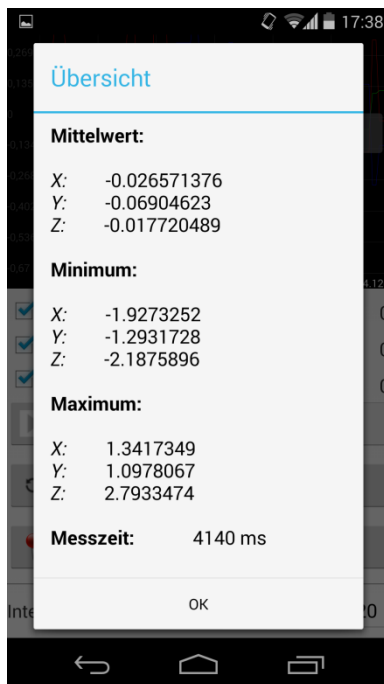 17:38
Übersicht
Mittelwert:
X: -0.026571376
Y: -0.06904623
Z: -0.017720489
Minimum:
X: -1.9273252
Y: -1.2931728
Z: -2.1875896
Maximum:
X: 1.3417349
Y: 1.0978067
Z: 2.7933474
Messzeit: 4140 ms
OK